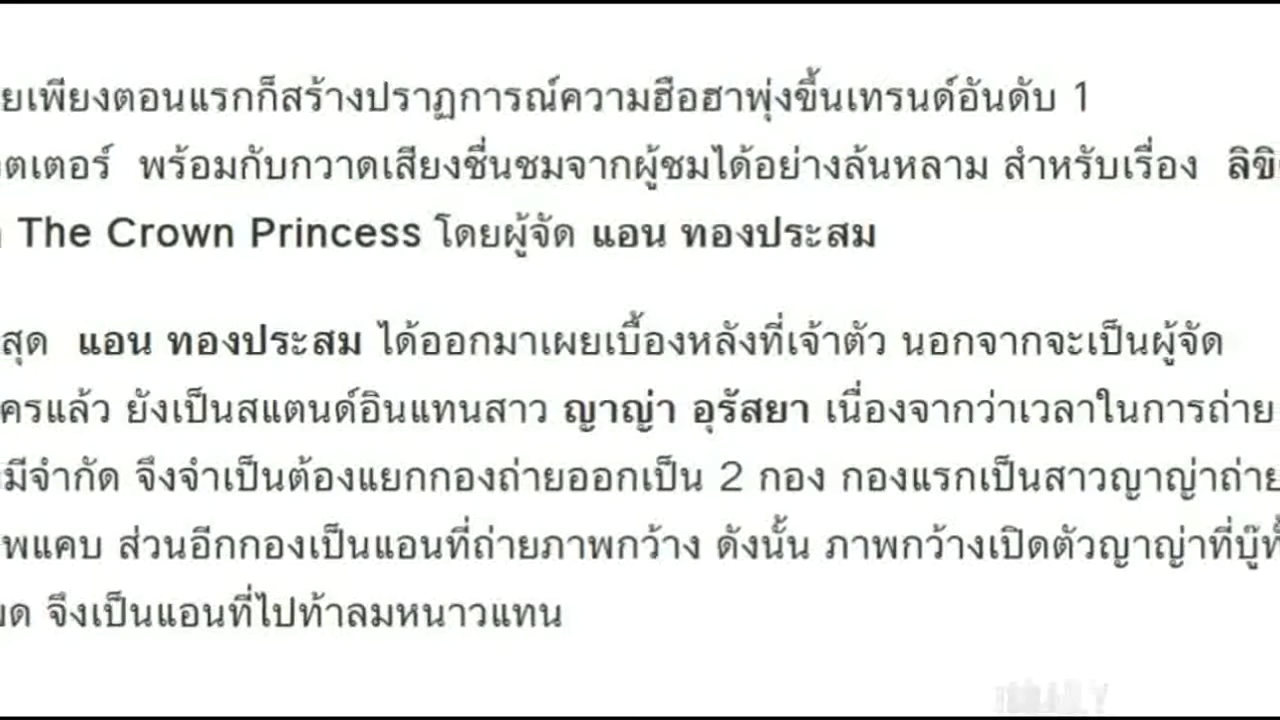 ยเพียงตอนแรกก็สร้างปรากฏการณ์ความฮือฮาพุ่งขึ้นเทรนด์อันดับ 1
ตเตอร์ พร้อมกับกวาดเสียงชื่นชมจากผู้ชมได้อย่างล้นหลาม สำหรับเรื่อง ลิขิ
The Crown Princess โดยผู้จัด แอน ทองประสม
สุด แอน ทองประสม ได้ออกมาเผยเบื้องหลังที่เจ้าตัว นอกจากจะเป็นผู้จัด
ครแล้ว ยังเป็นสแตนด์อินแทนสาว ญาญ่า อุรัสยา เนื่องจากว่าเวลาในการถ่าย
มีจำกัด จึงจำเป็นต้องแยกกองถ่ายออกเป็น 2 กอง กองแรกเป็นสาวญาญ่าถ่าย
พแคบ ส่วนอีกกองเป็นแอนที่ถ่ายภาพกว้าง ดังนั้น ภาพกว้างเปิดตัวญาญ่าที่บู๊ทั้
มด จึงเป็นแอนที่ไปท้าลมหนาวแทน